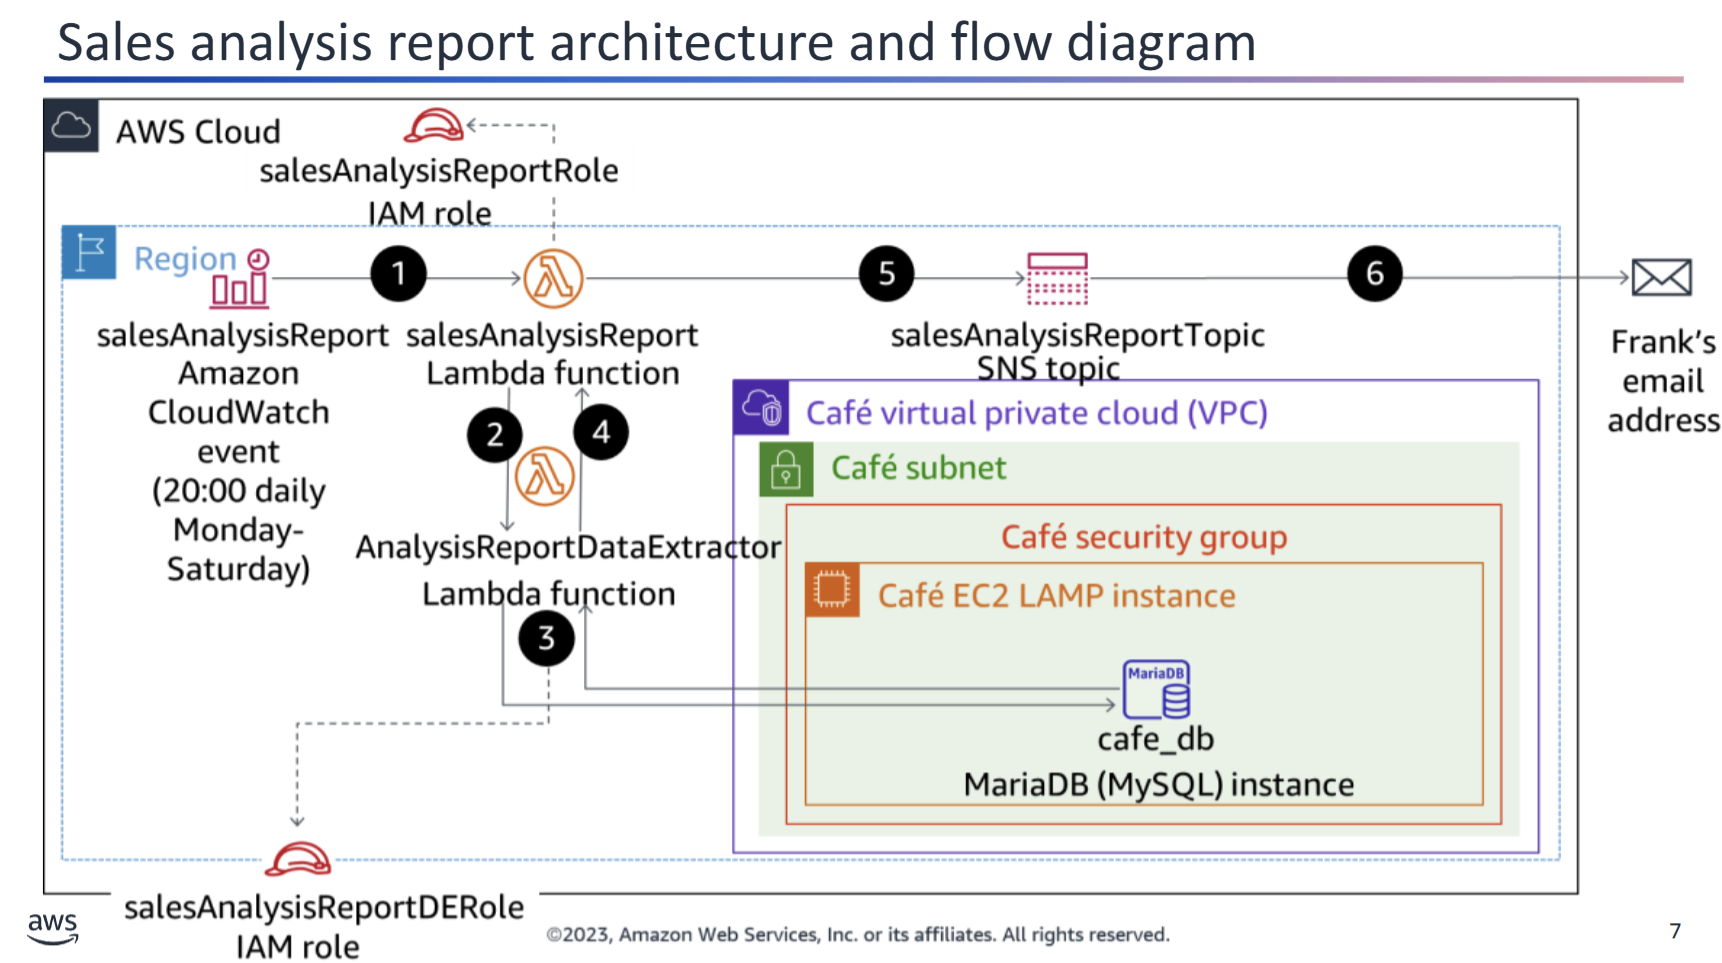 Sales analysis report architecture and flow diagram
AWS Cloud
salesAnalysisReportRole
IAM role
Region
1
5
6
salesAnalysisReport
Amazon
CloudWatch
event
(20:00 daily
Monday-
Saturday)
salesAnalysisReport
Lambda function
salesAnalysisReportTopic
SNS topic
Frank's
email
address
2
4
AnalysisReportDataExtractor
Lambda function
3
Café virtual private cloud (VPC)
Café subnet
Café security group
Café EC2 LAMP instance
MariaDB
cafe_db
MariaDB (MySQL) instance
salesAnalysisReportDERole
IAM role
aws
©2023, Amazon Web Services, Inc. or its affiliates. All rights reserved.
7